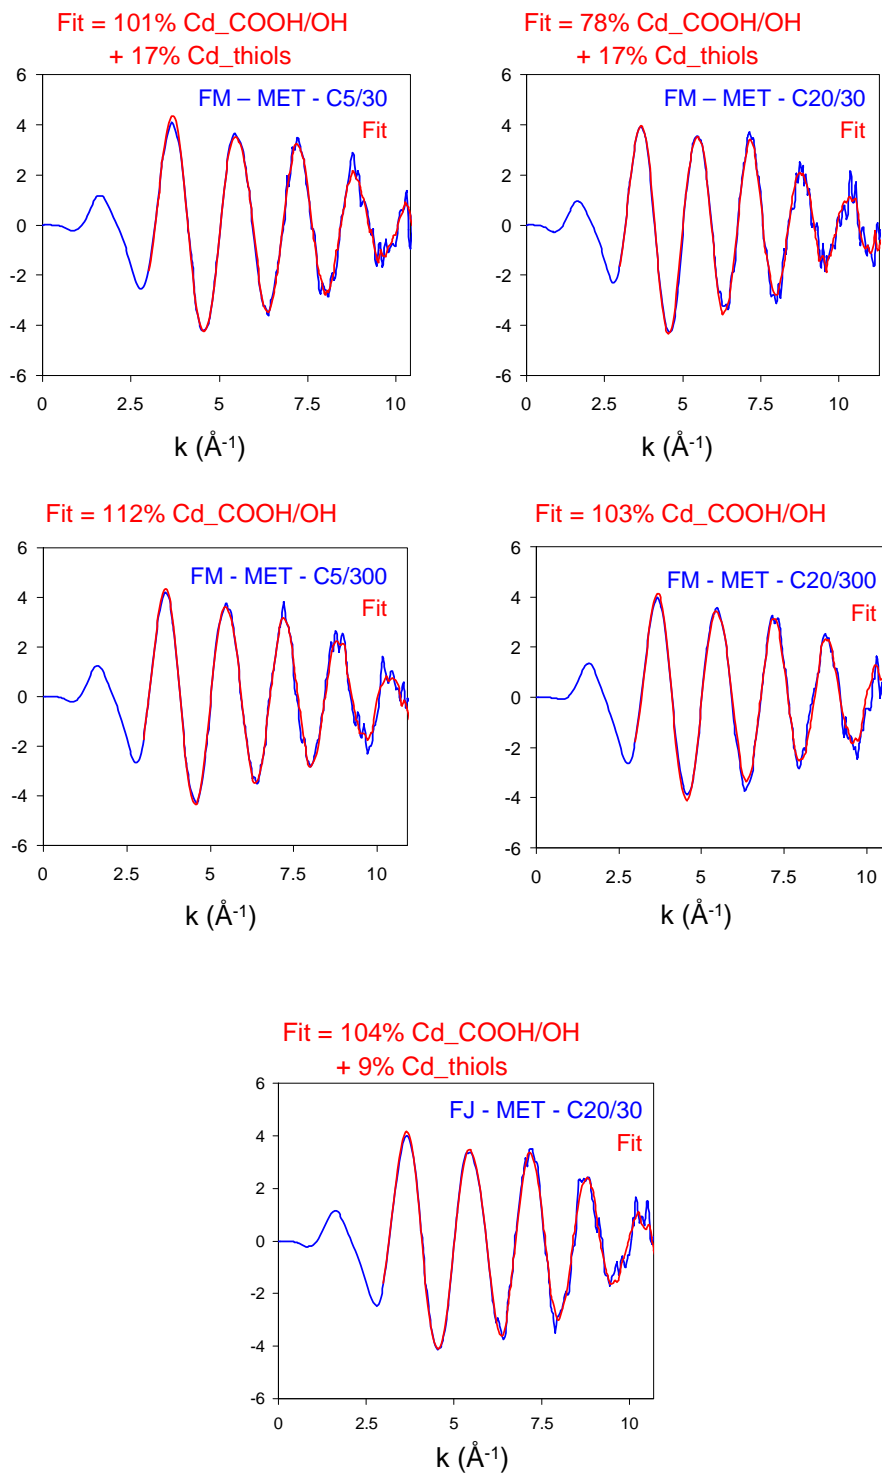 Fit = 101% Cd_COOH/OH
+ 17% Cd_thiols
FM – MET - C5/30
Fit
6
4
2
0
-2
-4
-6
0 2.5 5 7.5 10
k (Å-1)
Fit = 78% Cd_COOH/OH
+ 17% Cd_thiols
FM – MET - C20/30
Fit
6
4
2
0
-2
-4
-6
0 2.5 5 7.5 10
k (Å-1)
Fit = 112% Cd_COOH/OH
FM - MET - C5/300
Fit
6
4
2
0
-2
-4
-6
0 2.5 5 7.5 10
k (Å-1)
Fit = 103% Cd_COOH/OH
FM - MET - C20/300
Fit
6
4
2
0
-2
-4
-6
0 2.5 5 7.5 10
k (Å-1)
Fit = 104% Cd_COOH/OH
+ 9% Cd_thiols
FJ - MET - C20/30
Fit
6
4
2
0
-2
-4
-6
0 2.5 5 7.5 10
k (Å-1)